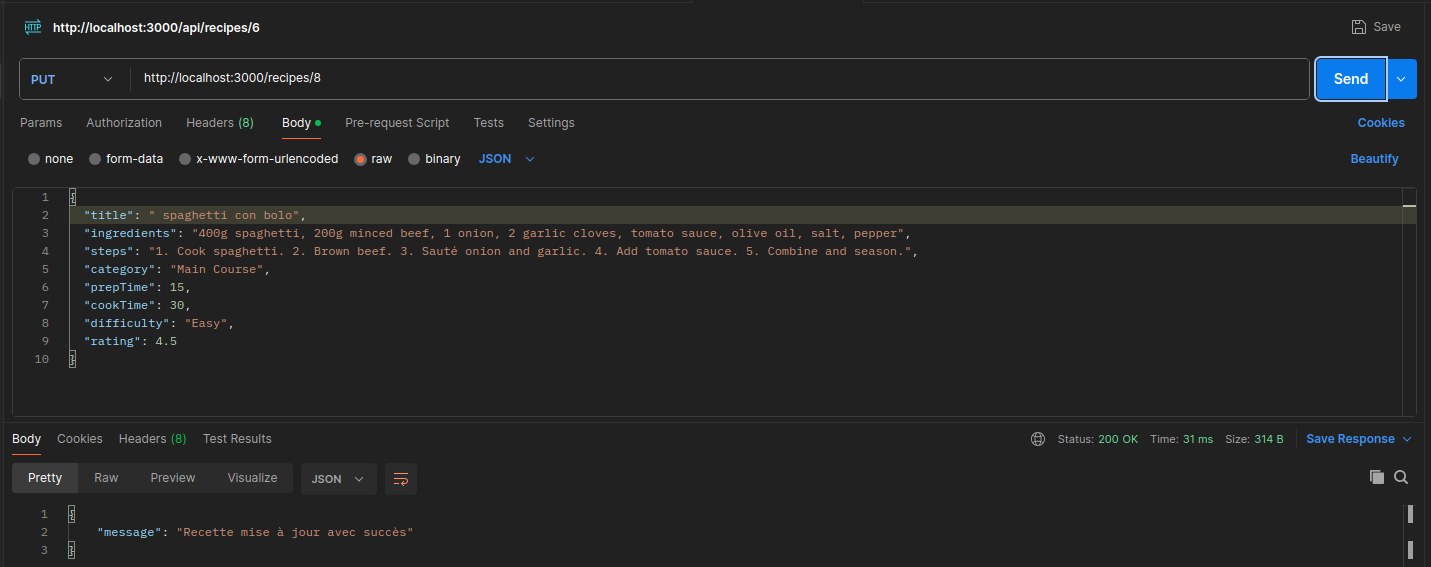 HTTP http://localhost:3000/api/recipes/6 Save
PUT http://localhost:3000/recipes/8 Send
Params Authorization Headers (8) Body Pre-request Script Tests Settings Cookies
none form-data x-www-form-urlencoded raw binary JSON Beautify
1 {
2 "title": " spaghetti con bolo",
3 "ingredients": "400g spaghetti, 200g minced beef, 1 onion, 2 garlic cloves, tomato sauce, olive oil, salt, pepper",
4 "steps": "1. Cook spaghetti. 2. Brown beef. 3. Sauté onion and garlic. 4. Add tomato sauce. 5. Combine and season.",
5 "category": "Main Course",
6 "prepTime": 15,
7 "cookTime": 30,
8 "difficulty": "Easy",
9 "rating": 4.5
10 }
Body Cookies Headers (8) Test Results Status: 200 OK Time: 31 ms Size: 314 B Save Response
Pretty Raw Preview Visualize JSON
1 {
2 "message": "Recette mise à jour avec succès"
3 }